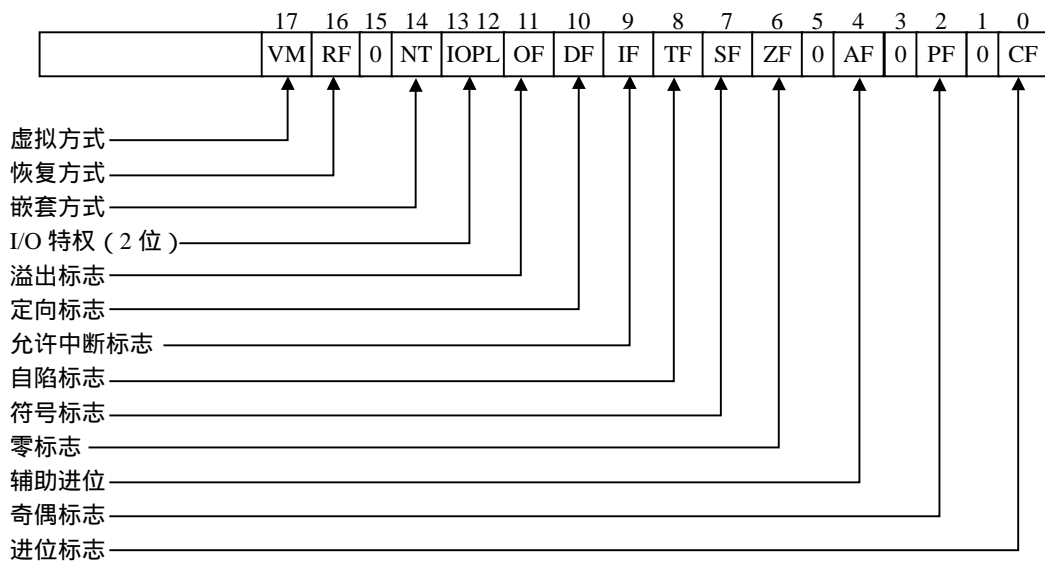 17 16 15 14 13 12 11 10 9 8 7 6 5 4 3 2 1 0
VM RF 0 NT IOPL OF DF IF TF SF ZF 0 AF 0 PF 0 CF
虚拟方式
恢复方式
嵌套方式
I/O 特权（2 位）
溢出标志
定向标志
允许中断标志
自陷标志
符号标志
零标志
辅助进位
奇偶标志
进位标志